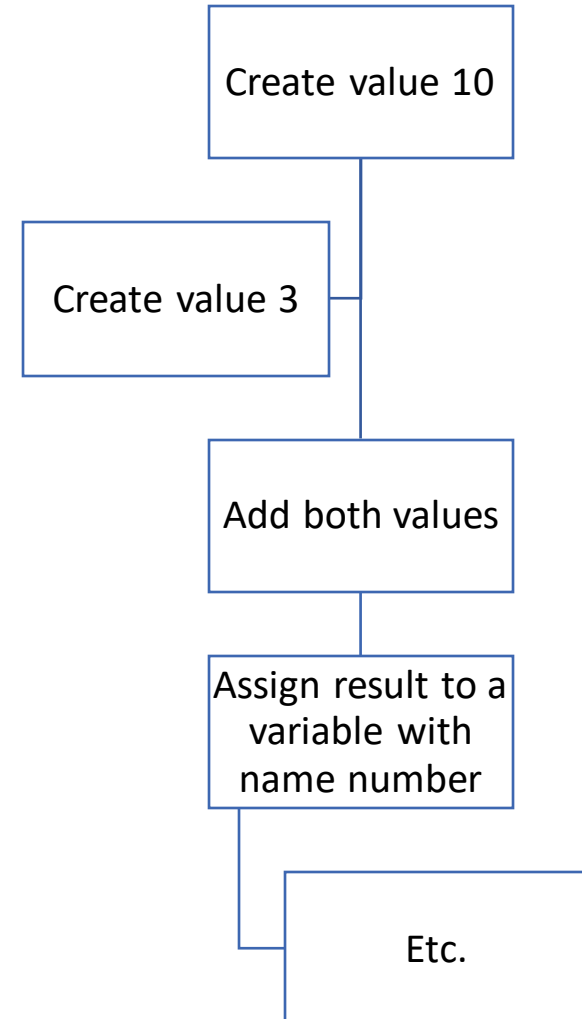 Create value 10
Create value 3
Add both values
Assign result to a
variable with
name number
Etc.